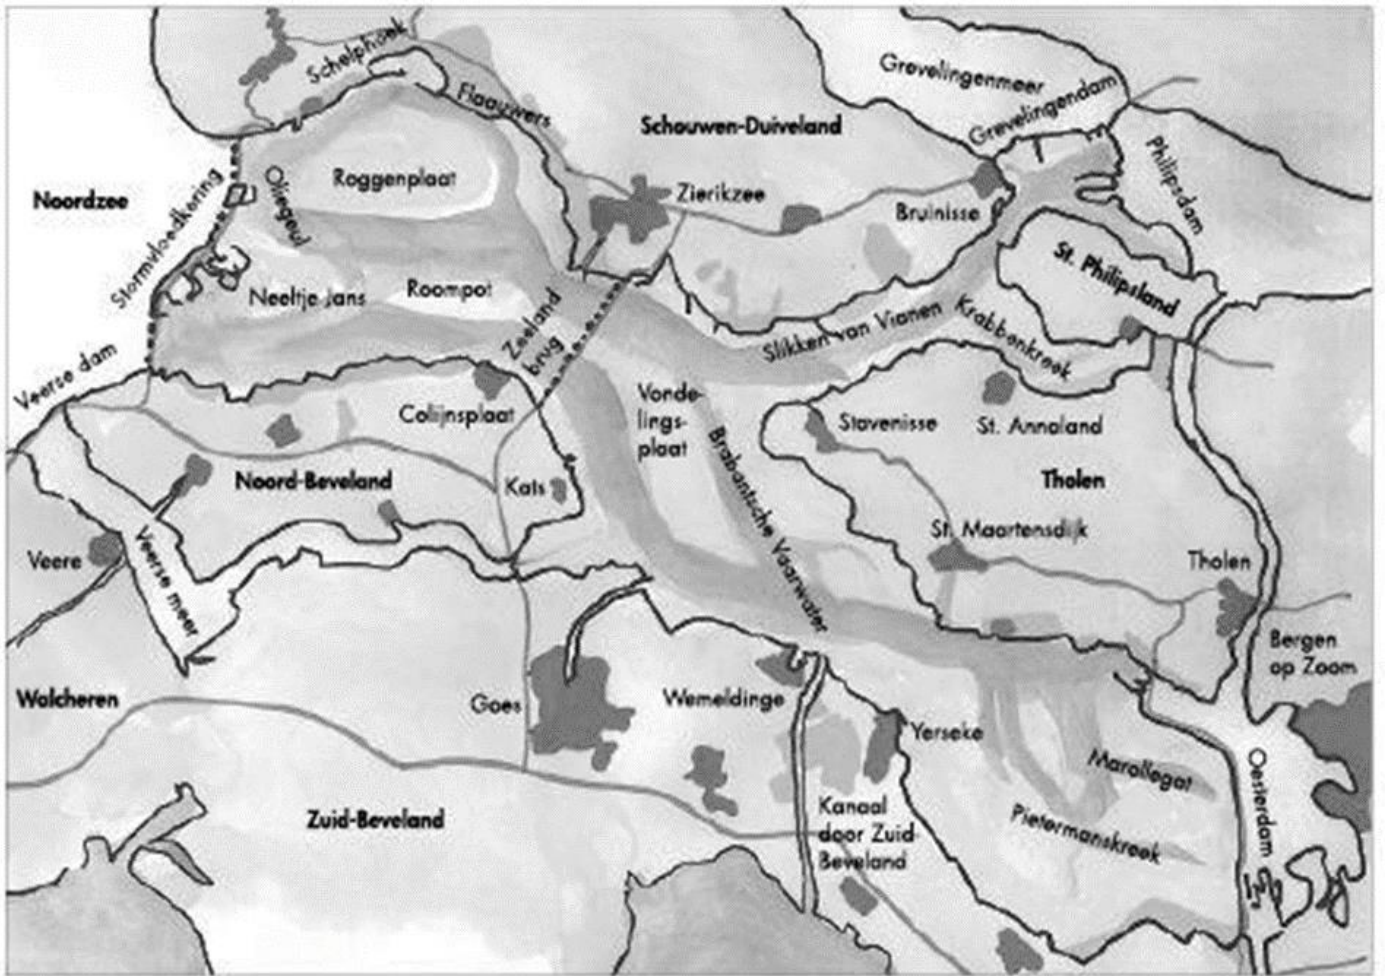 Schelphoek
Flaauwers
Grevelingenmeer
Grevelingendam
Schouwen-Duiveland
Philipsdam
Noordzee
Stormvloedkering
Oliegeul
Roggenplaat
Zierikzee
Bruinisse
St. Philipsland
Neeltje Jans
Roompot
Zeeland
brug
Slikken van Vianen
Krabbenkreek
Veerse dam
Colijnsplaat
Vonde-
lings-
plaat
Brabantsche Vaarwater
Stavenisse
St. Annaland
Noord-Beveland
Kats
Tholen
St. Maartensdijk
Veere
Veerse meer
Tholen
Bergen
op Zoom
Walcheren
Goes
Wemeldinge
Yerseke
Marollegat
Oesterdam
Zuid-Beveland
Kanaal
door Zuid
Beveland
Pietermanskreek